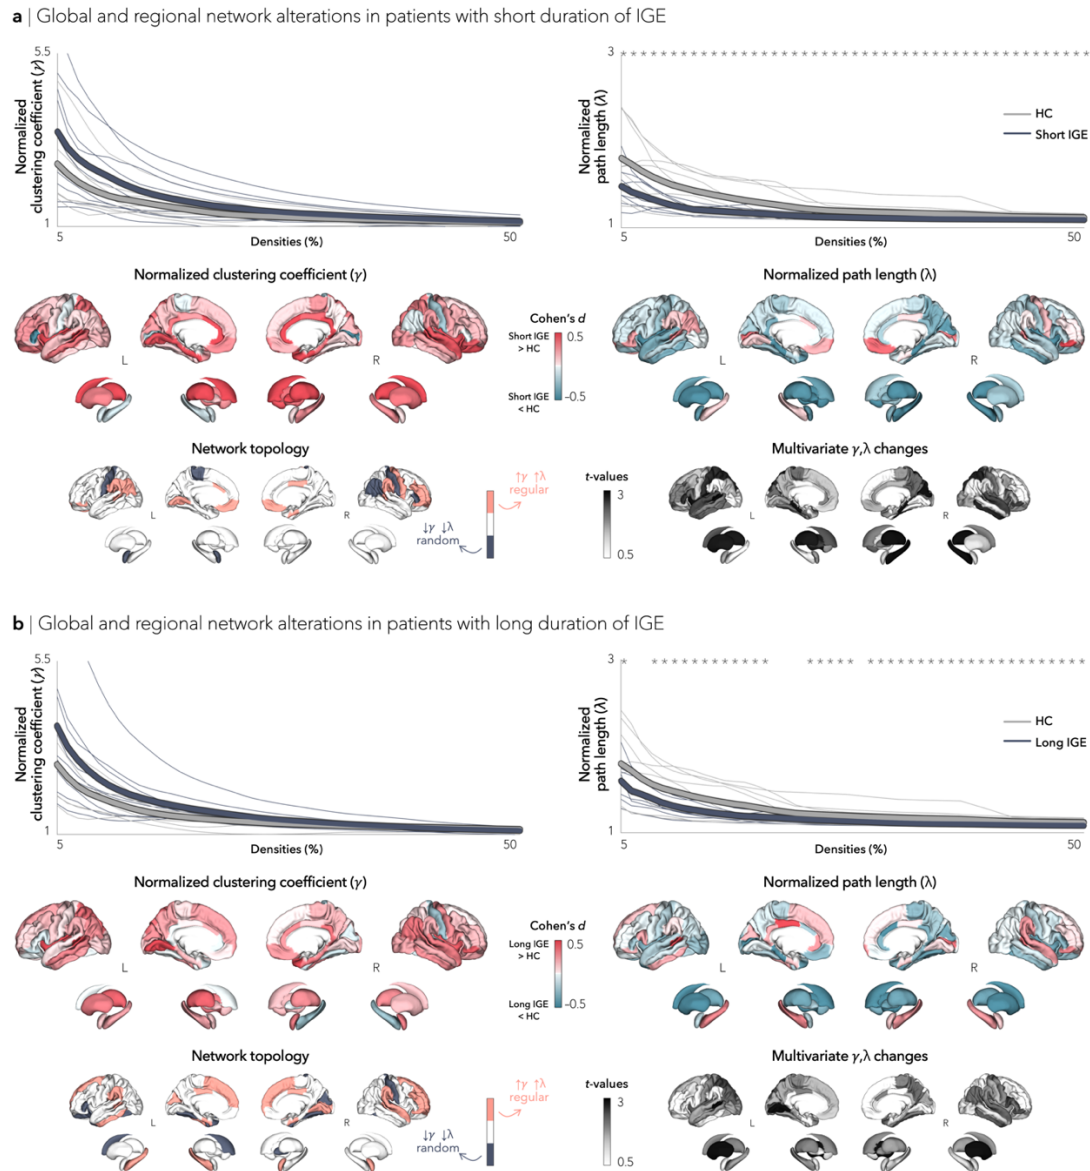 a | Global and regional network alterations in patients with short duration of IGE
5.5
Normalized
clustering coefficient (γ)
1
5
50
Densities (%)
3
* * * * * * * * * * * * * * * * * * * * * * * * * * * * * * * * * * * * * * * * * * * * * *
Normalized
path length (λ)
HC
Short IGE
1
5
50
Densities (%)
Normalized clustering coefficient (γ)
L
R
Cohen's d
Short IGE
> HC
0.5
Short IGE
< HC
–0.5
Normalized path length (λ)
L
R
Network topology
L
R
↑γ ↑λ
regular
↓γ ↓λ
random
Multivariate γ,λ changes
t-values
3
0.5
L
R
b | Global and regional network alterations in patients with long duration of IGE
5.5
Normalized
clustering coefficient (γ)
1
5
50
Densities (%)
3
* * * * * * * * * * * * * * * * * * * * * * * * * * * * * * * * * * * * * * * *
Normalized
path length (λ)
HC
Long IGE
1
5
50
Densities (%)
Normalized clustering coefficient (γ)
L
R
Cohen's d
Long IGE
> HC
0.5
Long IGE
< HC
–0.5
Normalized path length (λ)
L
R
Network topology
L
R
↑γ ↑λ
regular
↓γ ↓λ
random
Multivariate γ,λ changes
t-values
3
0.5
L
R